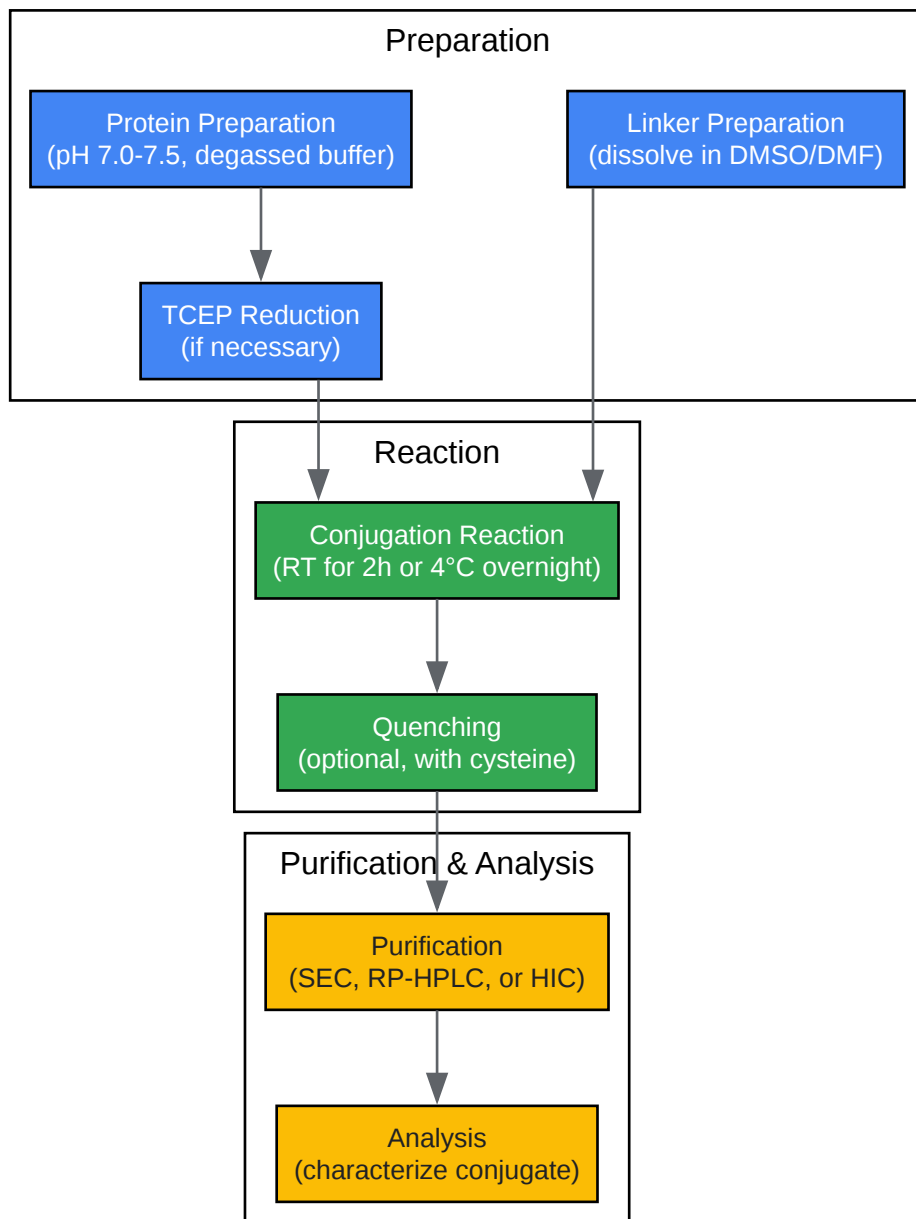 Preparation
Protein Preparation
(pH 7.0-7.5, degassed buffer)
Linker Preparation
(dissolve in DMSO/DMF)
TCEP Reduction
(if necessary)
Reaction
Conjugation Reaction
(RT for 2h or 4°C overnight)
Quenching
(optional, with cysteine)
Purification & Analysis
Purification
(SEC, RP-HPLC, or HIC)
Analysis
(characterize conjugate)